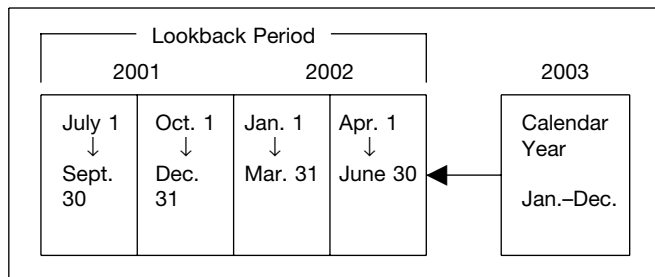 Lookback Period
2001 2002 2003
July 1
↓
Sept.
30
Oct. 1
↓
Dec.
31
Jan. 1
↓
Mar. 31
Apr. 1
↓
June 30
Calendar
Year
Jan.–Dec.